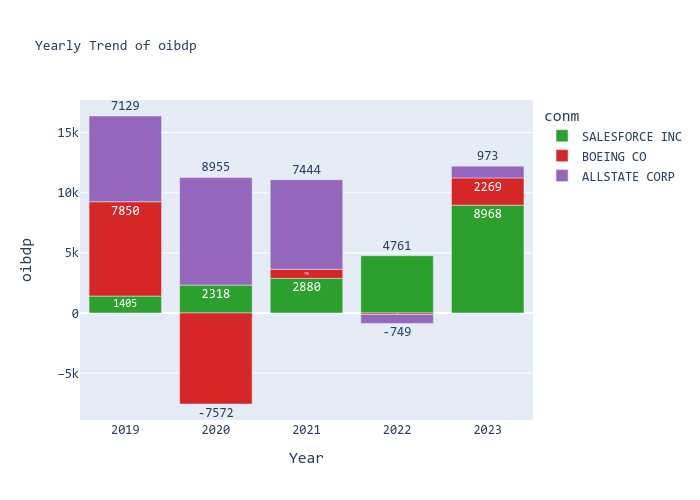 Yearly Trend of oibdp
conm
SALESFORCE INC
BOEING CO
ALLSTATE CORP
oibdp
15k
10k
5k
0
−5k
7129
7850
1405
8955
2318
-7572
7444
2880
4761
-749
973
2269
8968
2019
2020
2021
2022
2023
Year